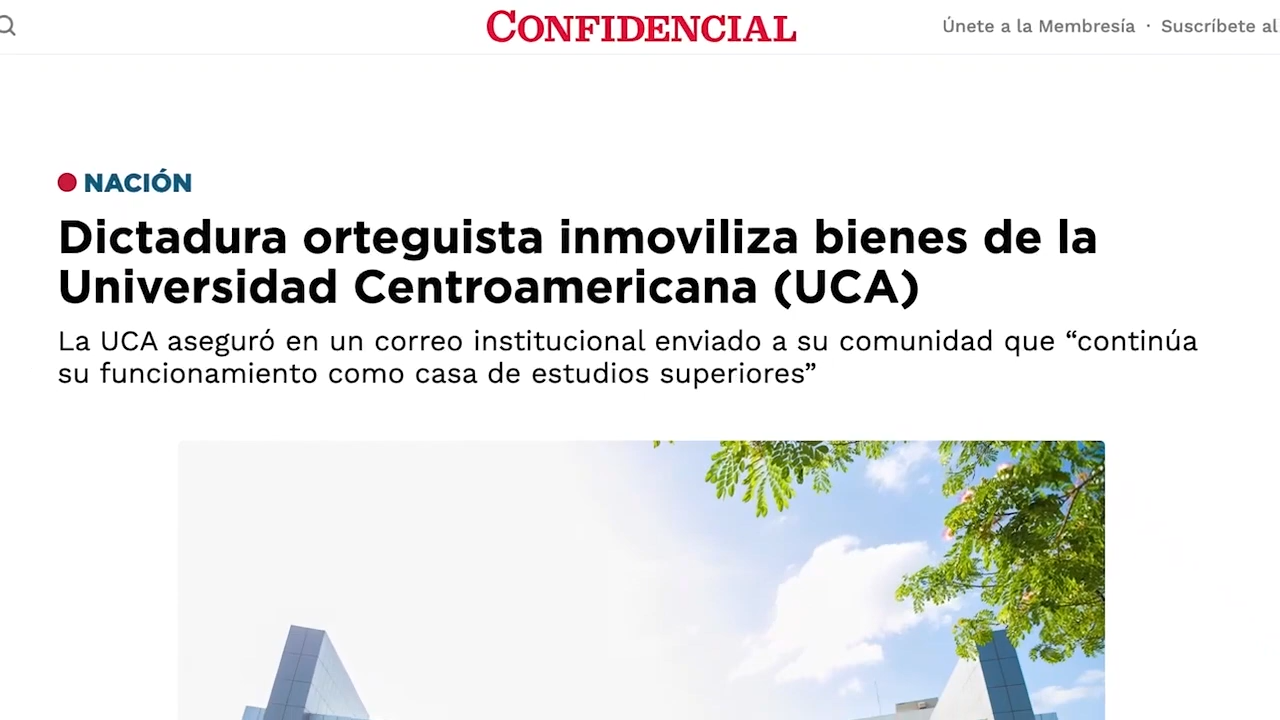 CONFIDENCIAL
Únete a la Membresía · Suscríbete al
NACIÓN
Dictadura orteguista inmoviliza bienes de la
Universidad Centroamericana (UCA)
La UCA aseguró en un correo institucional enviado a su comunidad que “continúa
su funcionamiento como casa de estudios superiores”